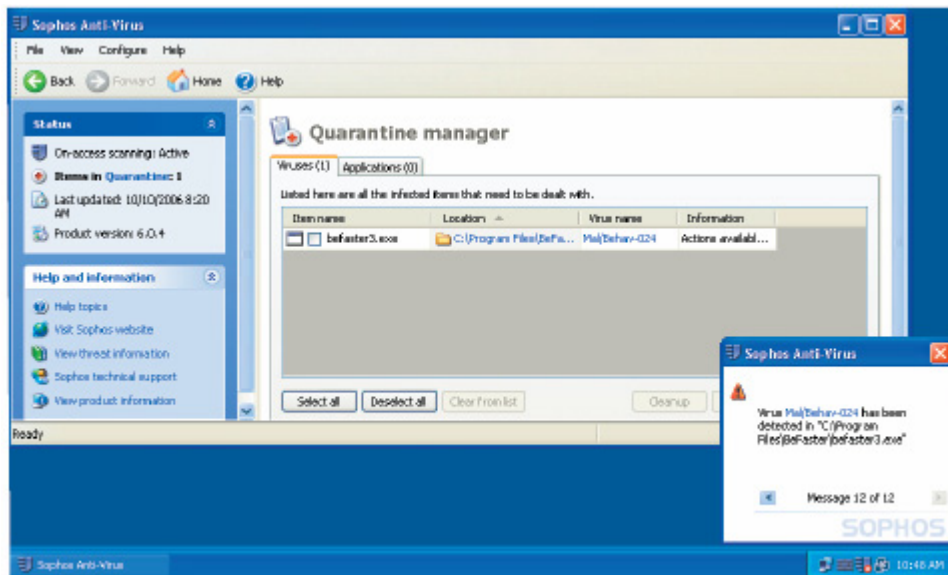 Sophos Anti-Virus
File View Configure Help
Back Forward Home Help
Status
On-access scanning: Active
Items in Quarantine: 1
Last updated: 10/10/2006 8:20
AM
Product version: 6.0.4
Help and information
Help topics
Visit Sophos website
View threat information
Sophos technical support
View product information
Quarantine manager
Viruses (1) Applications (0)
Listed here are all the infected items that need to be dealt with.
Item name Location Virus name Information
befaster3.exe C:\Program Files\BeFa... Mal/Behav-024 Actions availabl...
Select all Deselect all Clear from list Cleanup
Ready
Sophos Anti-Virus
Virus Mal/Behav-024 has been
detected in "C:\Program
Files\BeFaster\befaster3.exe"
Message 12 of 12
SOPHOS
Sophos Anti-Virus 10:46 AM